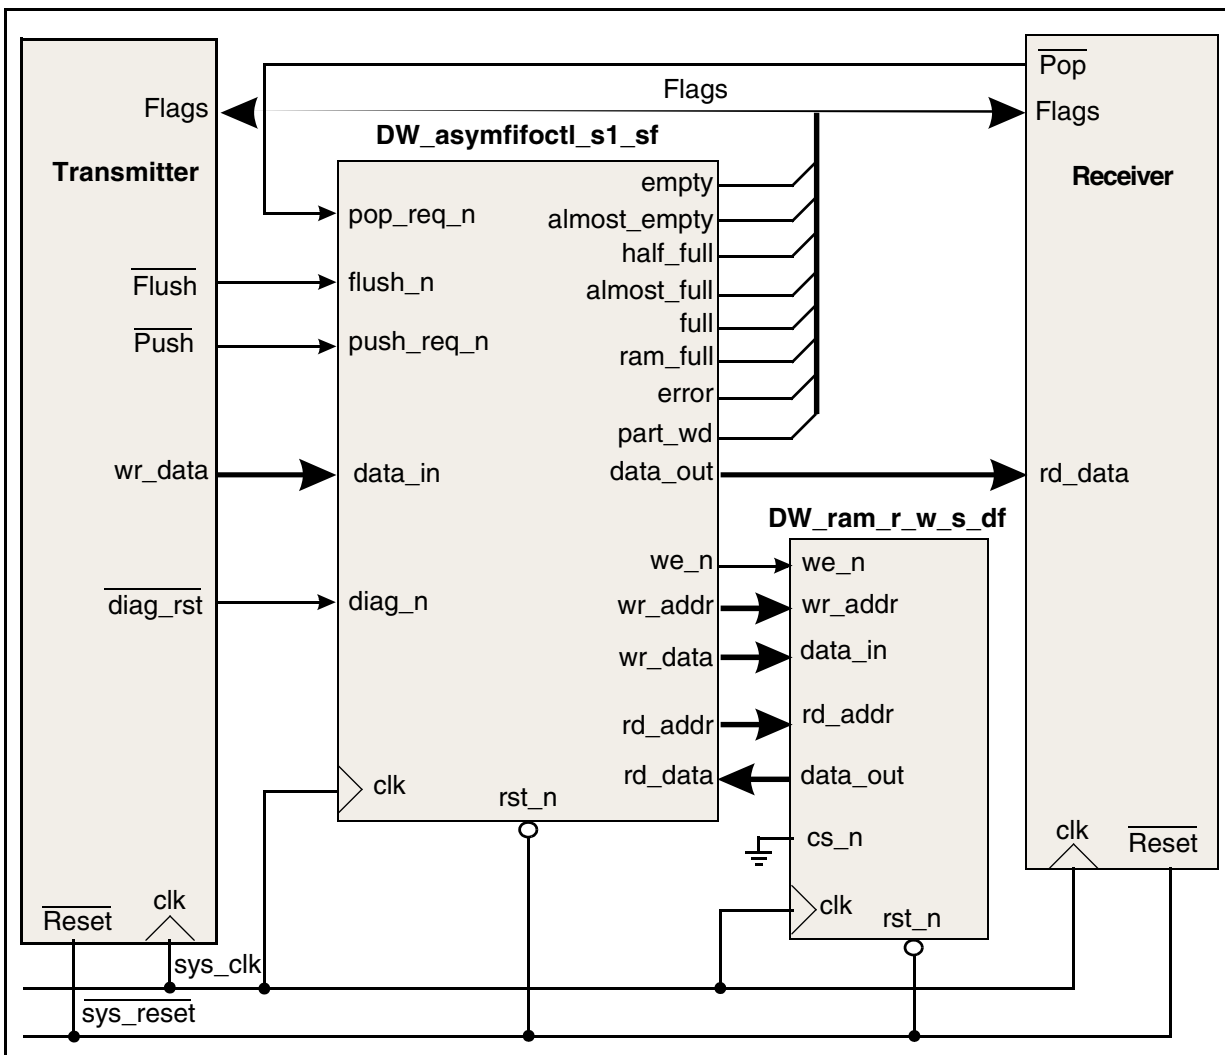 Pop
Flags
Flags
Flags
DW_asymfifoctl_s1_sf
Transmitter
Receiver
empty
pop_req_n
almost_empty
half_full
Flush
flush_n
almost_full
full
Push
push_req_n
ram_full
error
part_wd
wr_data
data_in
data_out
rd_data
DW_ram_r_w_s_df
we_n
we_n
diag_rst
diag_n
wr_addr
wr_addr
wr_data
data_in
rd_addr
rd_addr
rd_data
data_out
clk
rst_n
cs_n
clk
Reset
clk
Reset
clk
rst_n
sys_clk
sys_reset